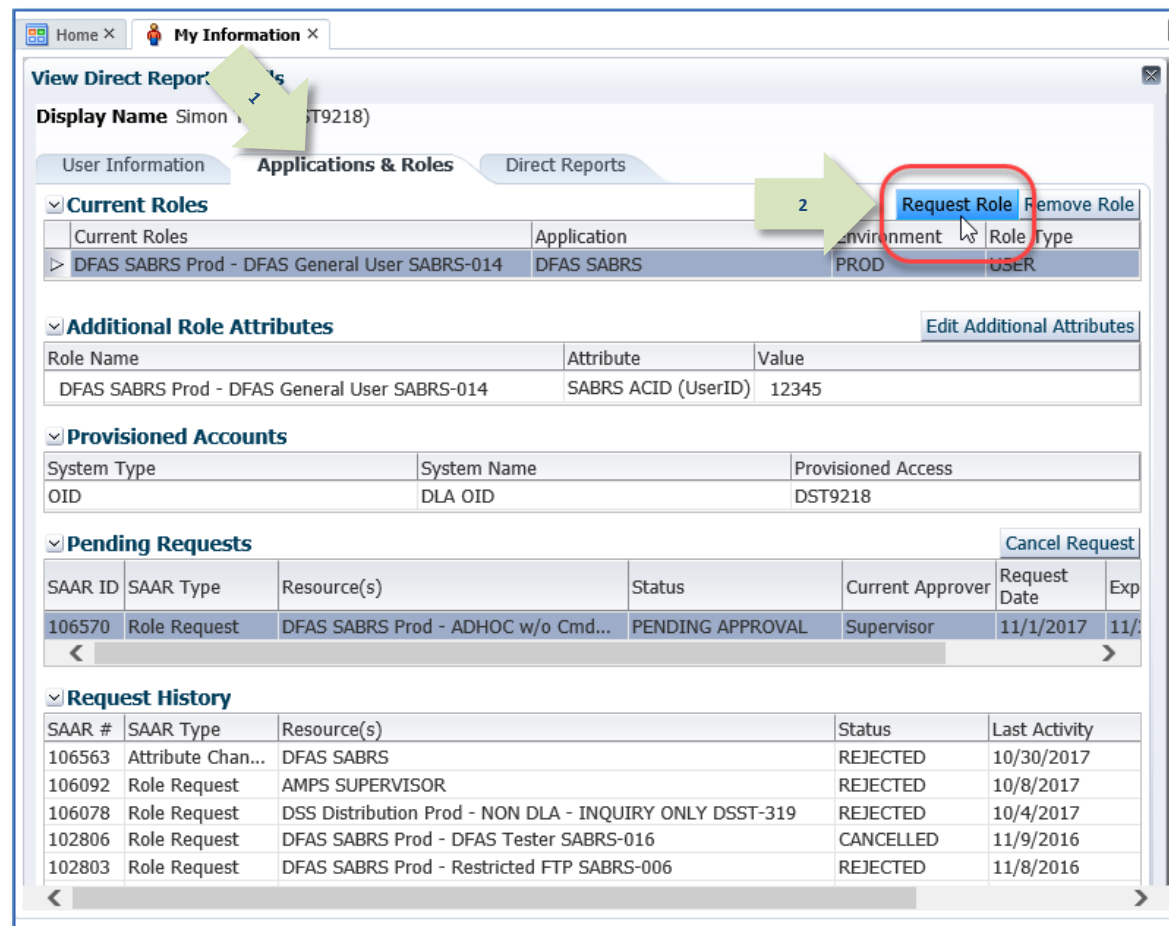 Home × My Information ×
View Direct Report
1
Display Name Simon
User Information Applications & Roles Direct Reports
Current Roles 2 Request Role Remove Role
Current Roles Application Environment Role Type
DFAS SABRS Prod - DFAS General User SABRS-014 DFAS SABRS PROD USER
Additional Role Attributes Edit Additional Attributes
Role Name Attribute Value
DFAS SABRS Prod - DFAS General User SABRS-014 SABRS ACID (UserID) 12345
Provisioned Accounts
System Type System Name Provisioned Access
OID DLA OID DST9218
Pending Requests Cancel Request
SAAR ID SAAR Type Resource(s) Status Current Approver Request Date Exp
106570 Role Request DFAS SABRS Prod - ADHOC w/o Cmd... PENDING APPROVAL Supervisor 11/1/2017 11/
Request History
SAAR # SAAR Type Resource(s) Status Last Activity
106563 Attribute Chan... DFAS SABRS REJECTED 10/30/2017
106092 Role Request AMPS SUPERVISOR REJECTED 10/8/2017
106078 Role Request DSS Distribution Prod - NON DLA - INQUIRY ONLY DSST-319 REJECTED 10/4/2017
102806 Role Request DFAS SABRS Prod - DFAS Tester SABRS-016 CANCELLED 11/9/2016
102803 Role Request DFAS SABRS Prod - Restricted FTP SABRS-006 REJECTED 11/8/2016